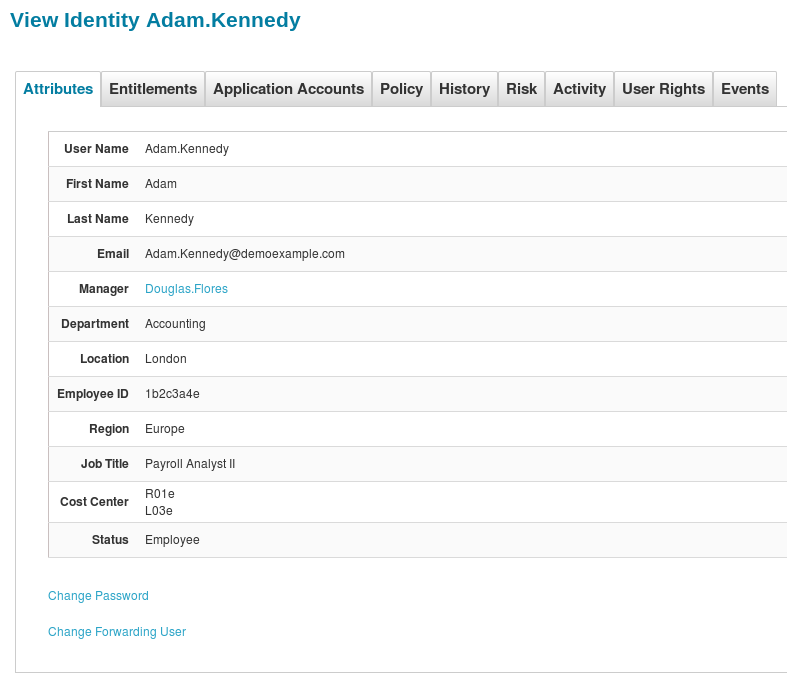 View Identity Adam.Kennedy
Attributes Entitlements Application Accounts Policy History Risk Activity User Rights Events
User Name Adam.Kennedy
First Name Adam
Last Name Kennedy
Email Adam.Kennedy@demoexample.com
Manager Douglas.Flores
Department Accounting
Location London
Employee ID 1b2c3a4e
Region Europe
Job Title Payroll Analyst II
Cost Center R01e
L03e
Status Employee
Change Password
Change Forwarding User